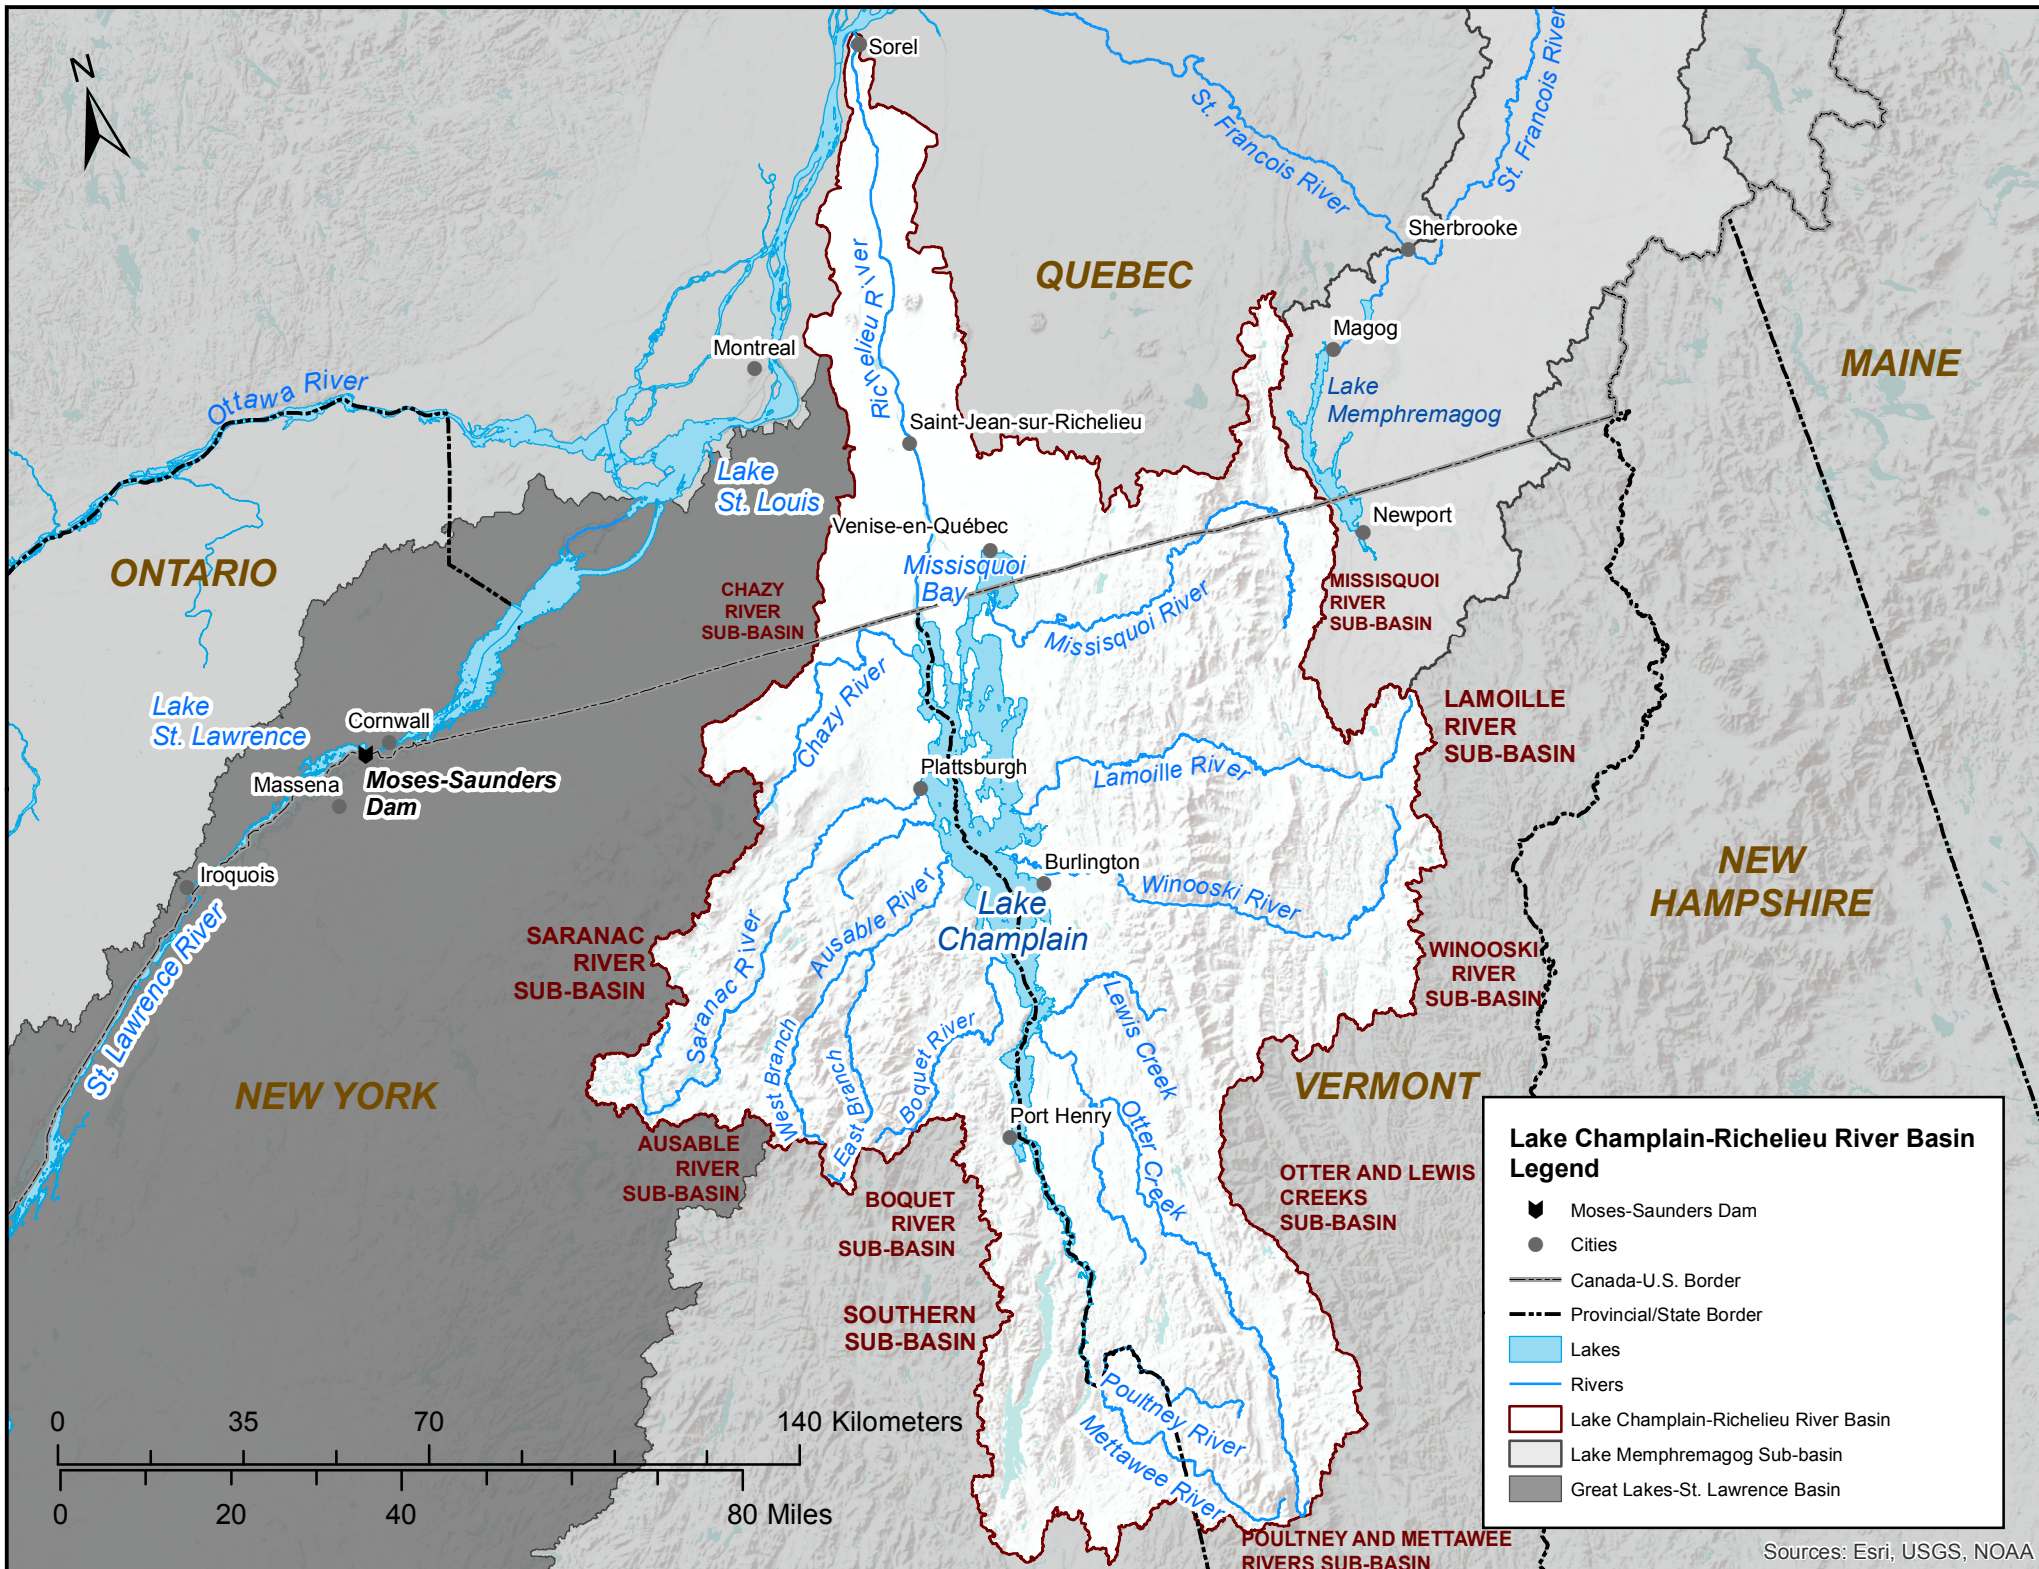 N
Sorel
St. Francois River
St. Francois River
Sherbrooke
QUEBEC
Richelieu River
Magog
Montreal
MAINE
Ottawa River
Lake
Memphremagog
Saint-Jean-sur-Richelieu
Lake
St. Louis
Newport
Venise-en-Québec
Missisquoi
Bay
ONTARIO
CHAZY
RIVER
SUB-BASIN
MISSISQUOI
RIVER
SUB-BASIN
Missisquoi River
Chazy River
Lake
St. Lawrence
Cornwall
LAMOILLE
RIVER
SUB-BASIN
Massena
Moses-Saunders
Dam
Plattsburgh
Lamoille River
Iroquois
Burlington
NEW
HAMPSHIRE
Winooski River
Lake
Champlain
Ausable River
St. Lawrence River
SARANAC
RIVER
SUB-BASIN
Saranac River
WINOOSKI
RIVER
SUB-BASIN
Lewis Creek
West Branch
East Branch
Boquet River
NEW YORK
VERMONT
Port Henry
Otter Creek
AUSABLE
RIVER
SUB-BASIN
BOQUET
RIVER
SUB-BASIN
OTTER AND LEWIS
CREEKS
SUB-BASIN
SOUTHERN
SUB-BASIN
Poultney River
Mettawee River
POULTNEY AND METTAWEE
RIVERS SUB-BASIN
0 35 70 140 Kilometers
0 20 40 80 Miles
Lake Champlain-Richelieu River Basin
Legend
Moses-Saunders Dam
Cities
Canada-U.S. Border
Provincial/State Border
Lakes
Rivers
Lake Champlain-Richelieu River Basin
Lake Memphremagog Sub-basin
Great Lakes-St. Lawrence Basin
Sources: Esri, USGS, NOAA